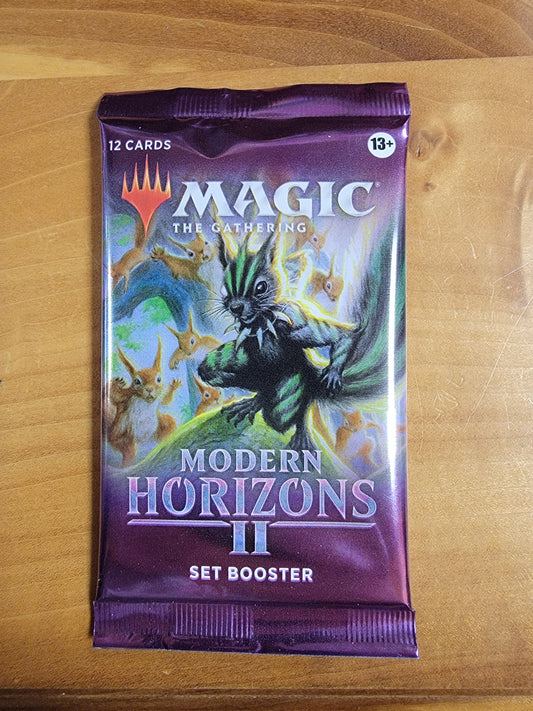 12 CARDS
13+
MAGIC
THE GATHERING
MODERN
HORIZONS
II
SET BOOSTER